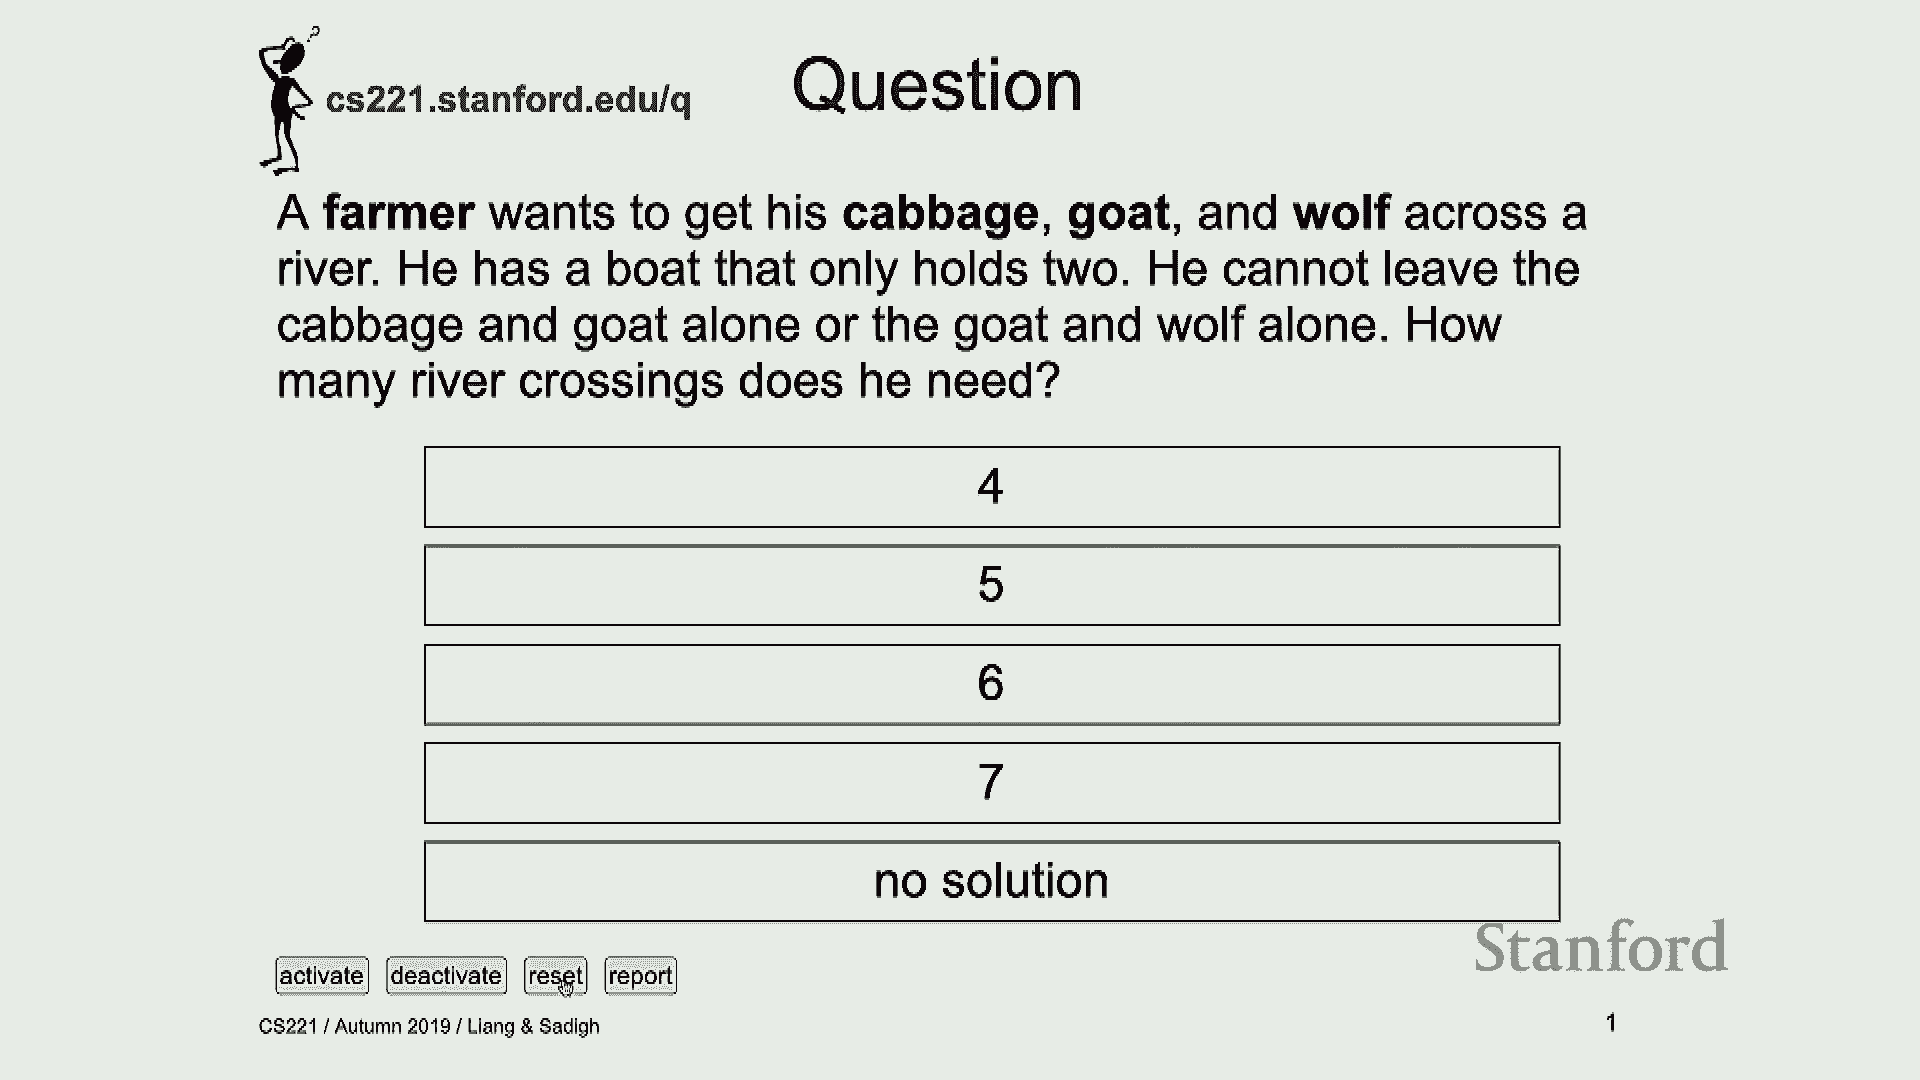 ?
cs221.stanford.edu/q
Question
A farmer wants to get his cabbage, goat, and wolf across a
river. He has a boat that only holds two. He cannot leave the
cabbage and goat alone or the goat and wolf alone. How
many river crossings does he need?
4
5
6
7
no solution
Stanford
activate deactivate reset report
CS221 / Autumn 2019 / Liang & Sadigh
1